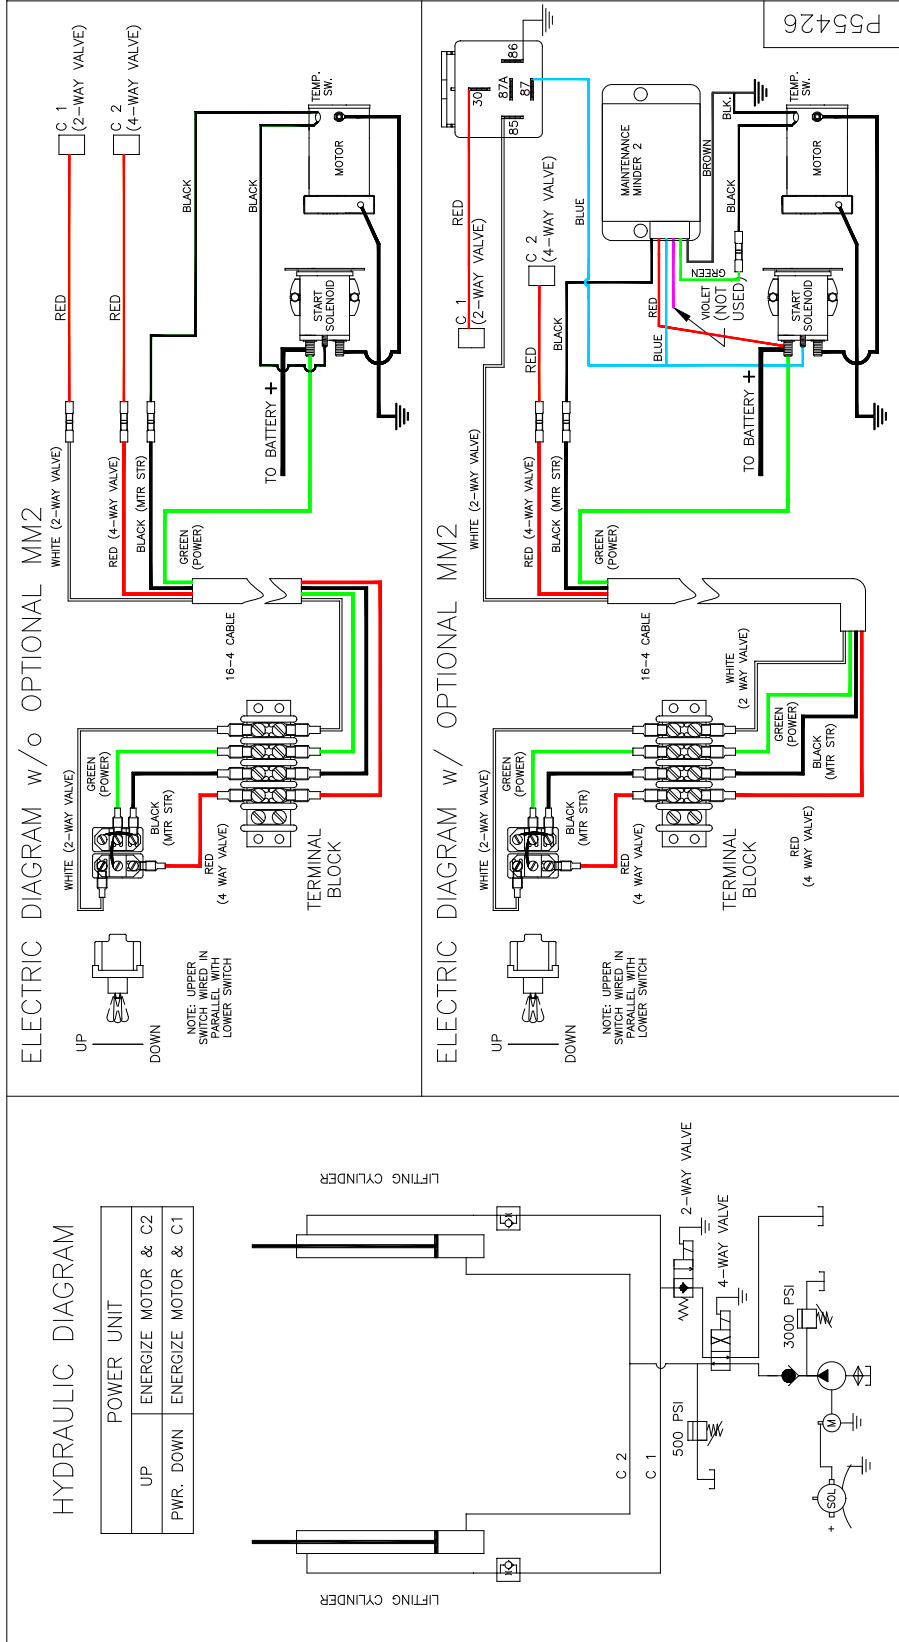 HYDRAULIC DIAGRAM
POWER UNIT
UP
ENERGIZE MOTOR & C2
PWR. DOWN
ENERGIZE MOTOR & C1
LIFTING CYLINDER
LIFTING CYLINDER
C 2
C 1
500 PSI
2-WAY VALVE
4-WAY VALVE
3000 PSI
M
SOL
+
ELECTRIC DIAGRAM w/o OPTIONAL MM2
UP
DOWN
NOTE: UPPER
SWITCH WIRED IN
PARALLEL WITH
LOWER SWITCH
WHITE (2-WAY VALVE)
GREEN
(POWER)
BLACK
(MTR STR)
RED
(4 WAY VALVE)
TERMINAL
BLOCK
16-4 CABLE
WHITE (2-WAY VALVE)
RED (4-WAY VALVE)
BLACK (MTR STR)
GREEN
(POWER)
TO BATTERY +
RED
RED
BLACK
BLACK
START
SOLENOID
MOTOR
TEMP.
SW.
C 1
(2-WAY VALVE)
C 2
(4-WAY VALVE)
ELECTRIC DIAGRAM w/ OPTIONAL MM2
UP
DOWN
NOTE: UPPER
SWITCH WIRED IN
PARALLEL WITH
LOWER SWITCH
WHITE (2-WAY VALVE)
GREEN
(POWER)
BLACK
(MTR STR)
RED
(4 WAY VALVE)
TERMINAL
BLOCK
RED
(4 WAY VALVE)
BLACK
(MTR STR)
GREEN
(POWER)
WHITE
(2 WAY VALVE)
16-4 CABLE
WHITE (2-WAY VALVE)
RED (4-WAY VALVE)
BLACK (MTR STR)
GREEN
(POWER)
TO BATTERY +
RED
BLACK
C 1
(2-WAY VALVE)
C 2
(4-WAY VALVE)
RED
BLUE
BLUE
RED
VIOLET
(NOT
USED)
GREEN
BLACK
BROWN
BLK.
MAINTENANCE
MINDER 2
START
SOLENOID
MOTOR
TEMP.
SW.
30
85
86
87A
87
P55426